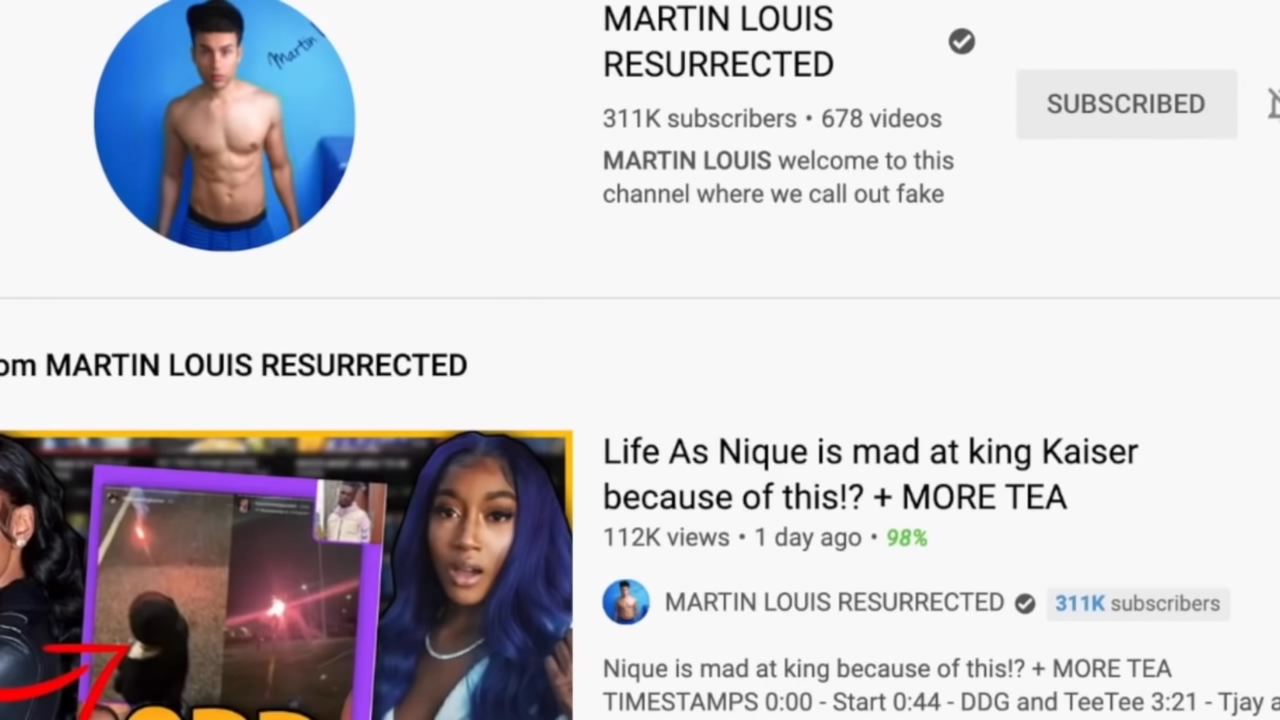 Martin
MARTIN LOUIS
RESURRECTED
SUBSCRIBED
311K subscribers • 678 videos
MARTIN LOUIS welcome to this
channel where we call out fake
om MARTIN LOUIS RESURRECTED
Life As Nique is mad at king Kaiser
because of this!? + MORE TEA
112K views • 1 day ago • 98%
MARTIN LOUIS RESURRECTED 311K subscribers
Nique is mad at king because of this!? + MORE TEA
TIMESTAMPS 0:00 - Start 0:44 - DDG and TeeTee 3:21 - Tjay a